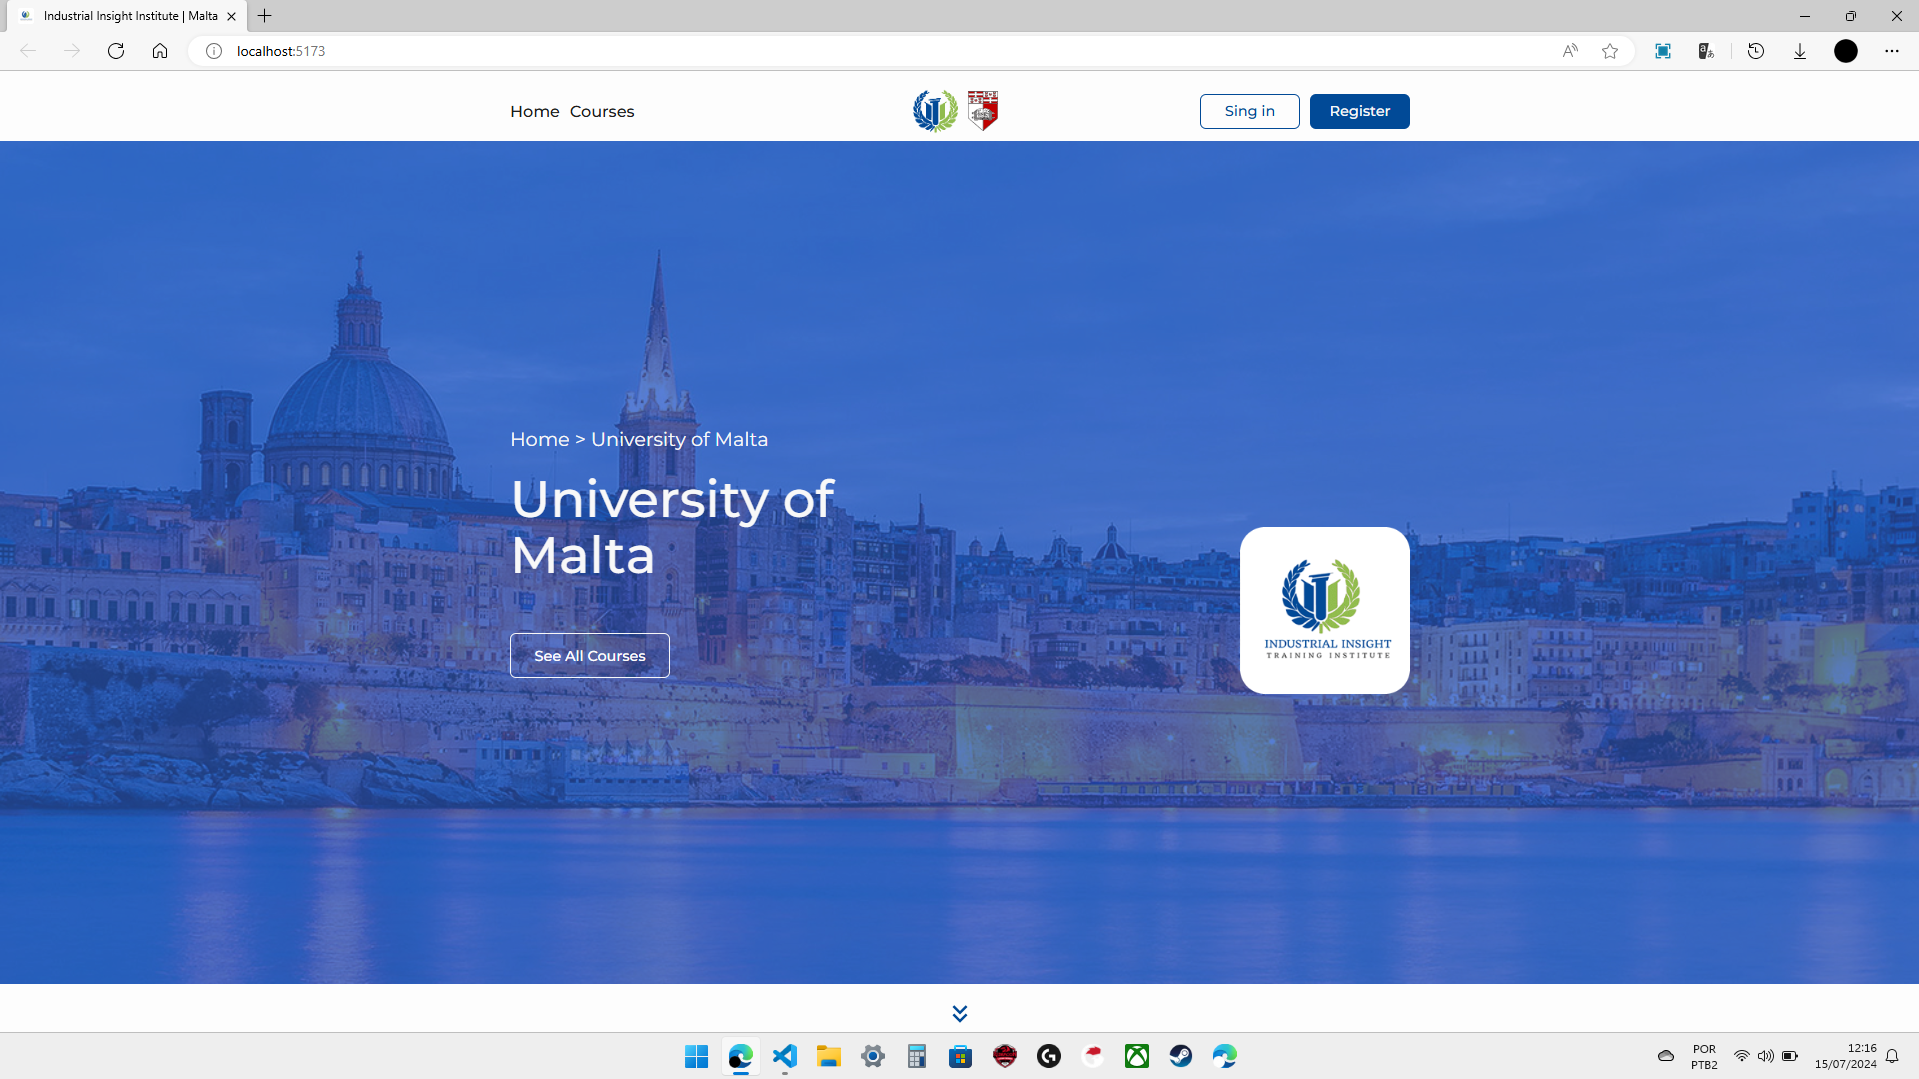 Industrial Insight Institute | Malta
localhost:5173
Home Courses
Sing in
Register
Home > University of Malta
University of
Malta
See All Courses
INDUSTRIAL INSIGHT
TRAINING INSTITUTE
POR
PTB2
12:16
15/07/2024